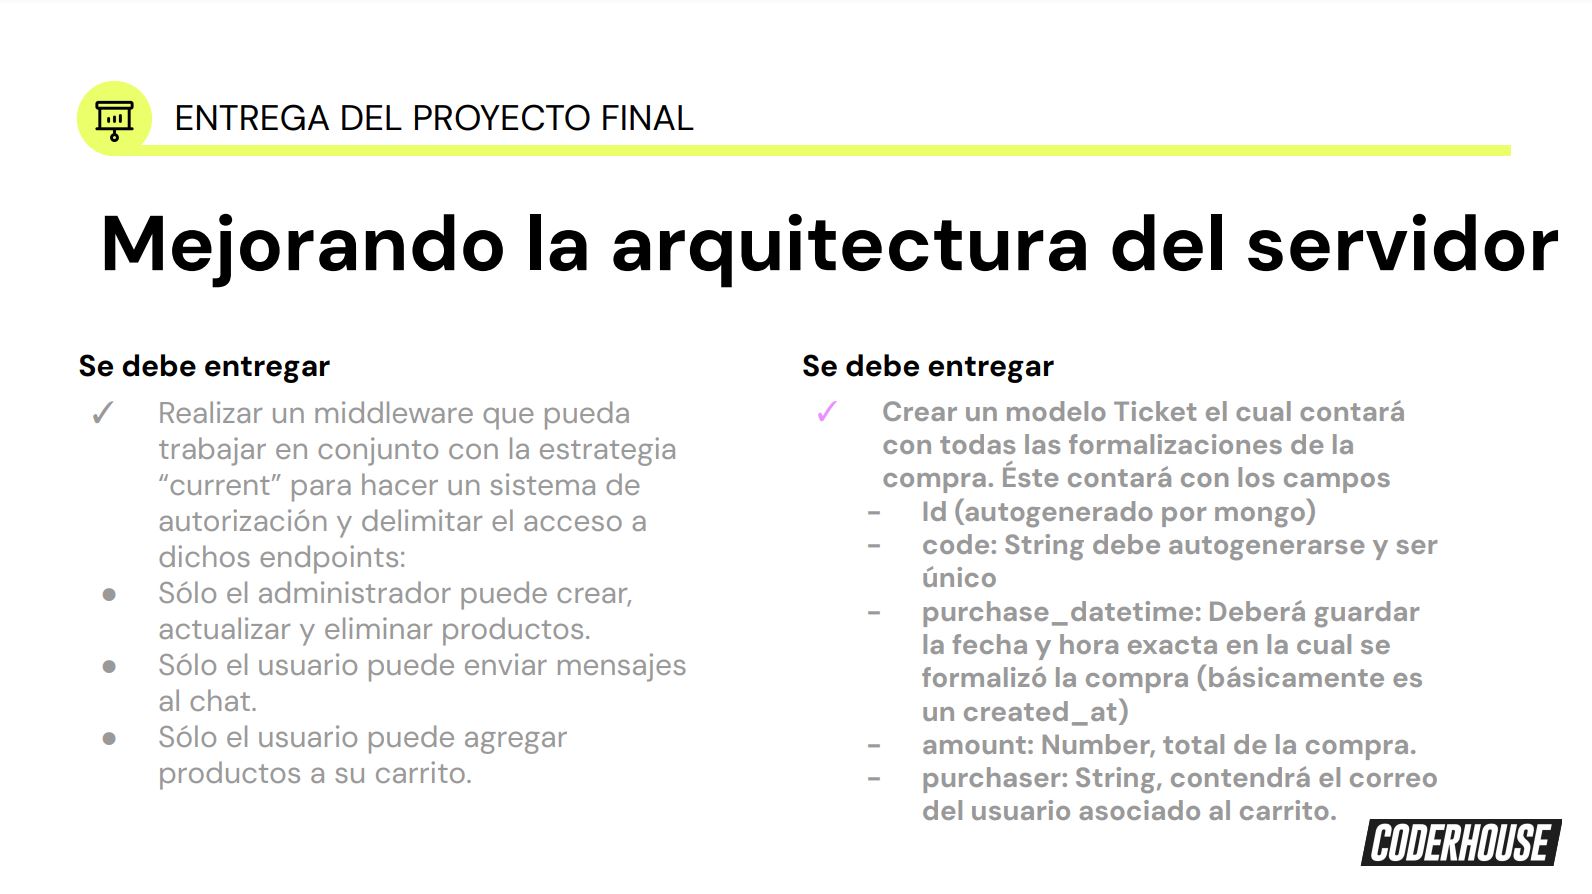 ENTREGA DEL PROYECTO FINAL
Mejorando la arquitectura del servidor
Se debe entregar
✓ Realizar un middleware que pueda
trabajar en conjunto con la estrategia
“current” para hacer un sistema de
autorización y delimitar el acceso a
dichos endpoints:
● Sólo el administrador puede crear,
actualizar y eliminar productos.
● Sólo el usuario puede enviar mensajes
al chat.
● Sólo el usuario puede agregar
productos a su carrito.
Se debe entregar
✓ Crear un modelo Ticket el cual contará
con todas las formalizaciones de la
compra. Éste contará con los campos
- Id (autogenerado por mongo)
- code: String debe autogenerarse y ser
único
- purchase_datetime: Deberá guardar
la fecha y hora exacta en la cual se
formalizó la compra (básicamente es
un created_at)
- amount: Number, total de la compra.
- purchaser: String, contendrá el correo
del usuario asociado al carrito.
CODERHOUSE